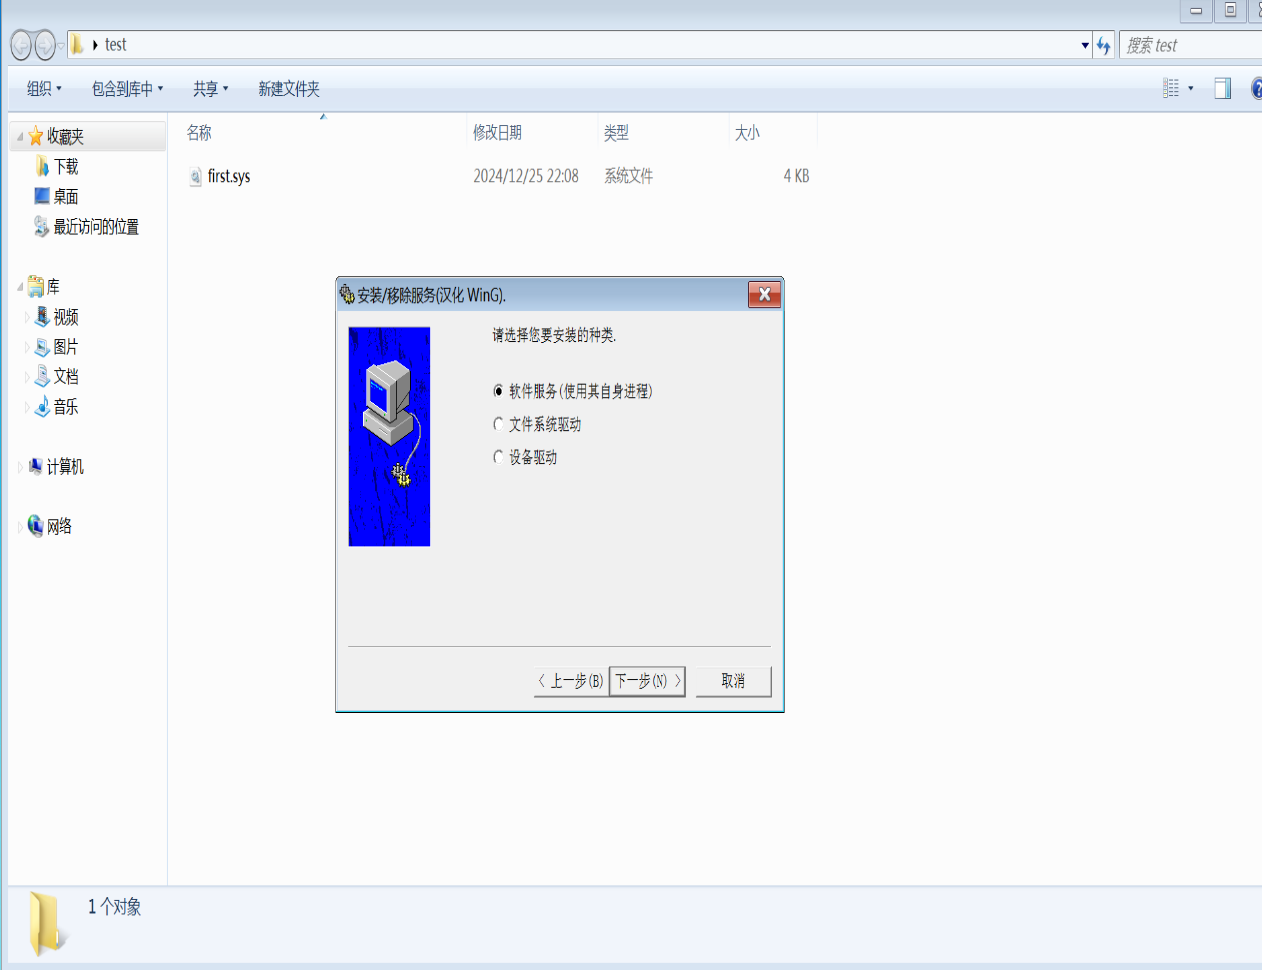 test
搜索 test
组织
包含到库中
共享
新建文件夹
收藏夹
下载
桌面
最近访问的位置
库
视频
图片
文档
音乐
计算机
网络
名称
修改日期
类型
大小
first.sys
2024/12/25 22:08
系统文件
4 KB
安装/移除服务(汉化 WinG).
请选择您要安装的种类.
软件服务(使用其自身进程)
文件系统驱动
设备驱动
< 上一步(B)
下一步(N) >
取消
1 个对象